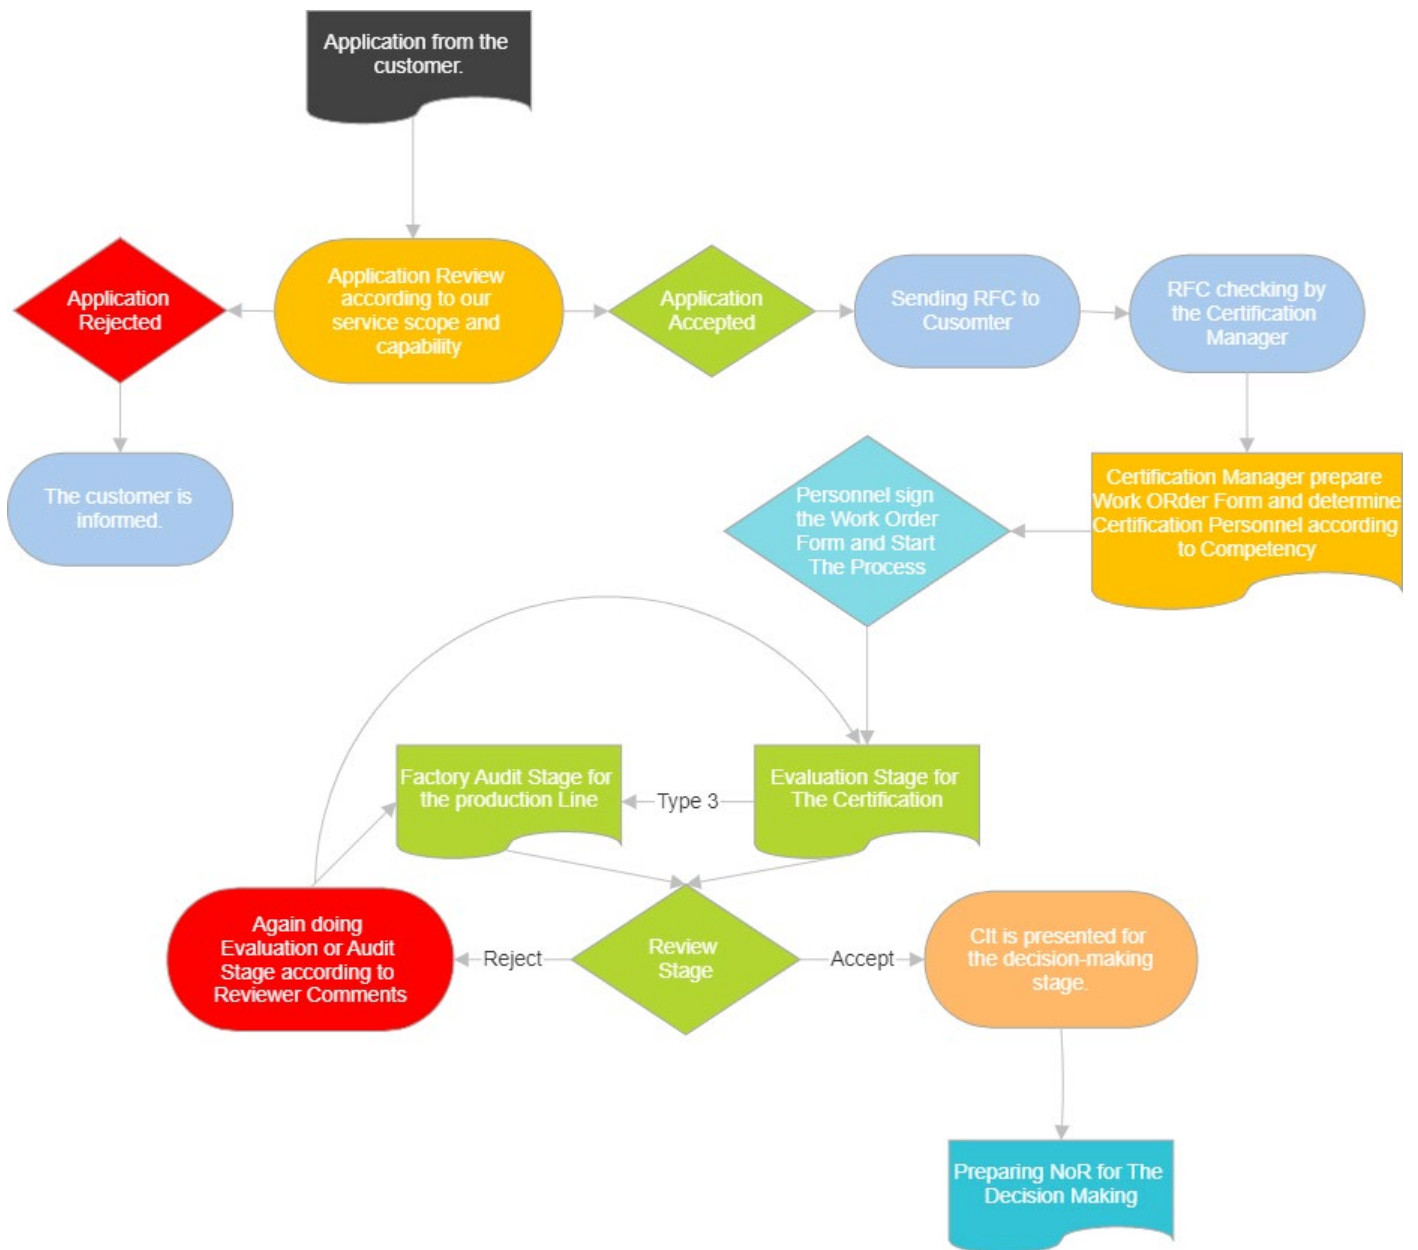 Application from the
customer.
Application
Rejected
Application Review
according to our
service scope and
capability
Application
Accepted
Sending RFC to
Cusomter
RFC checking by
the Certification
Manager
The customer is
informed.
Personnel sign
the Work Order
Form and Start
The Process
Certification Manager prepare
Work ORder Form and determine
Certification Personnel according
to Competency
Factory Audit Stage for
the production Line
Type 3
Evaluation Stage for
The Certification
Again doing
Evaluation or Audit
Stage according to
Reviewer Comments
Reject
Review
Stage
Accept
CIt is presented for
the decision-making
stage.
Preparing NoR for The
Decision Making